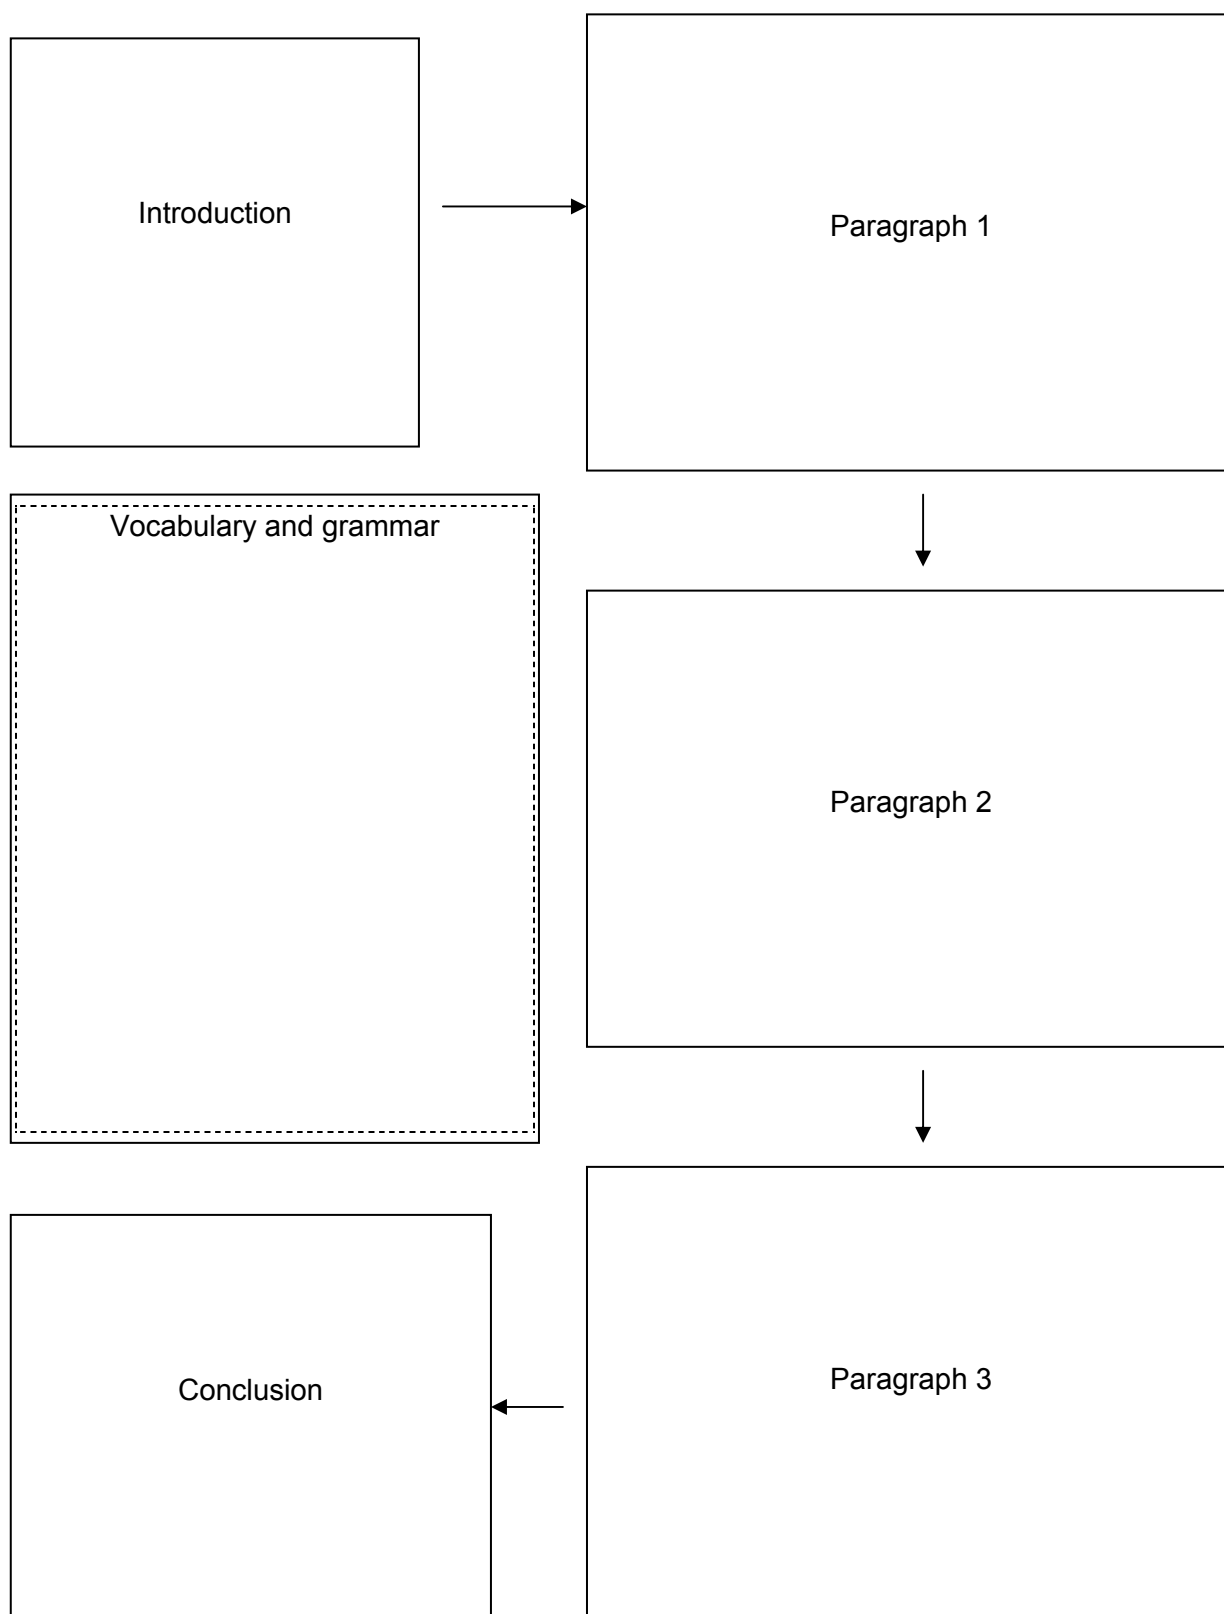 Introduction
Paragraph 1
Vocabulary and grammar
Paragraph 2
Paragraph 3
Conclusion